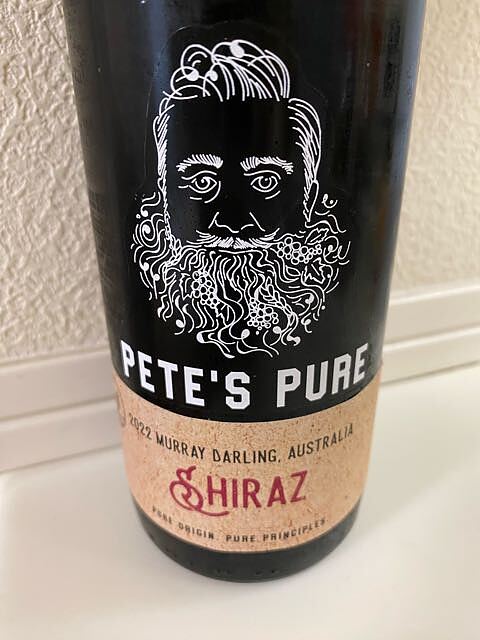 PETE'S PURE
2022 MURRAY DARLING, AUSTRALIA
SHIRAZ
PURE ORIGIN. PURE PRINCIPLES